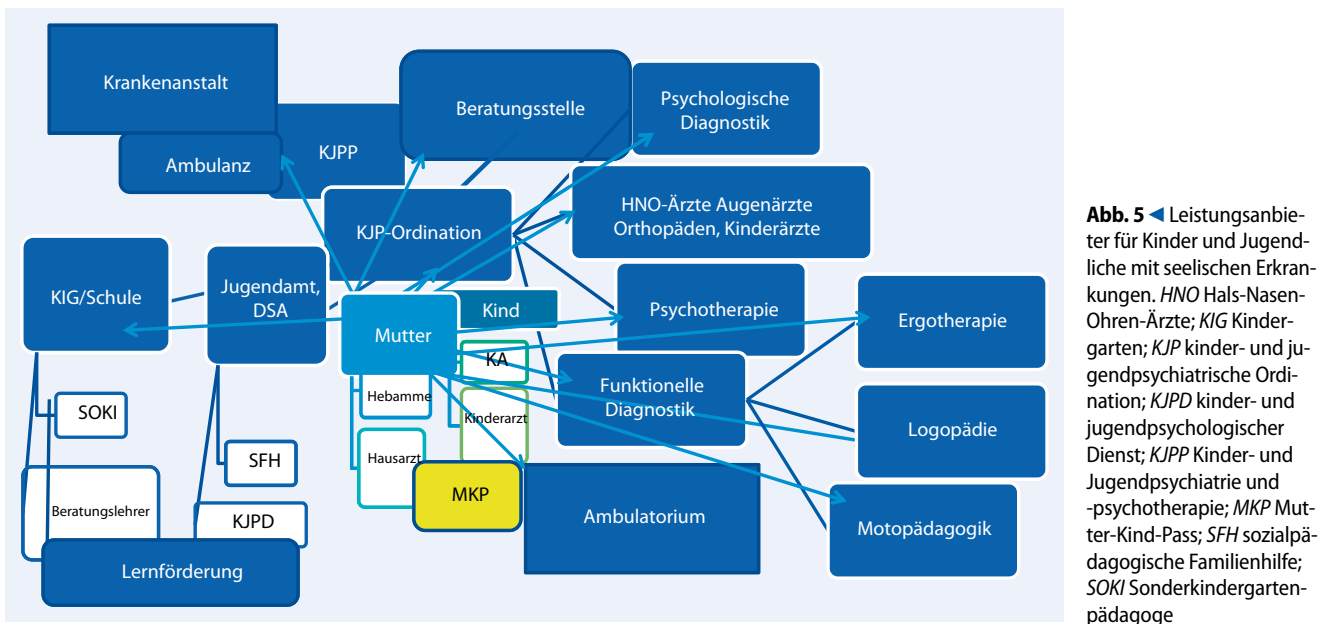 Krankenanstalt
Ambulanz
KJPP
Beratungsstelle
Psychologische
Diagnostik
KJP-Ordination
HNO-Ärzte Augenärzte
Orthopäden, Kinderärzte
KIG/Schule
Jugendamt,
DSA
Mutter
Kind
Psychotherapie
Ergotherapie
KA
Hebamme
Kinderarzt
Hausarzt
Funktionelle
Diagnostik
Logopädie
SOKI
SFH
MKP
Beratungslehrer
KJPD
Ambulatorium
Motopädagogik
Lernförderung
Abb. 5 ◄ Leistungsanbie-
ter für Kinder und Jugend-
liche mit seelischen Erkran-
kungen. HNO Hals-Nasen-
Ohren-Ärzte; KIG Kinder-
garten; KJP kinder- und ju-
gendpsychiatrische Ordi-
nation; KJPD kinder- und
jugendpsychologischer
Dienst; KJPP Kinder- und
Jugendpsychiatrie und
-psychotherapie; MKP Mut-
ter-Kind-Pass; SFH sozialpä-
dagogische Familienhilfe;
SOKI Sonderkindergarten-
pädagoge